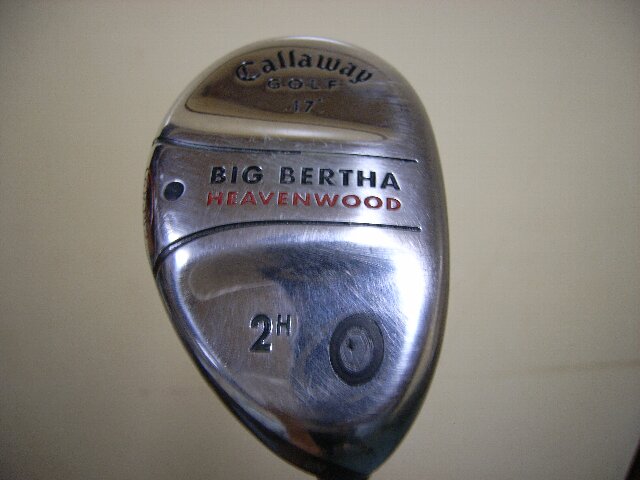 Callaway
GOLF
17°
BIG BERTHA
HEAVENWOOD
2H